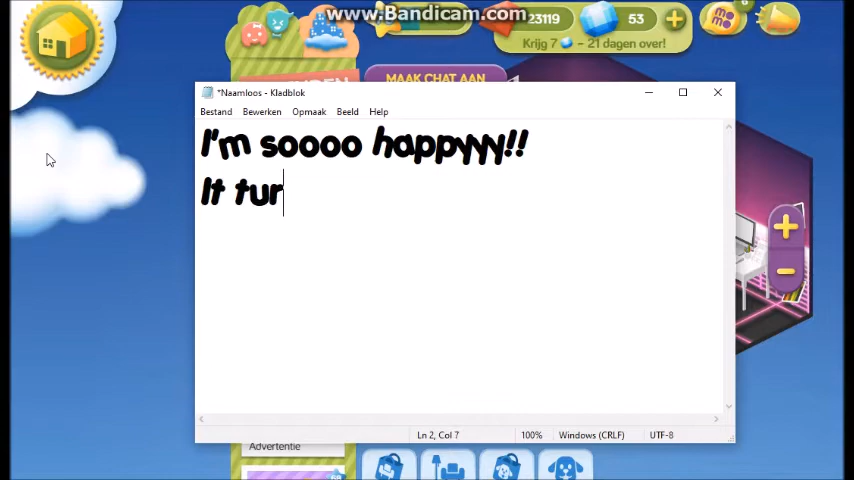 www.Bandicam.com
23119
53
6
Krijg 7 - 21 dagen over!
MAAK CHAT AAN
*Naamloos - Kladblok
Bestand Bewerken Opmaak Beeld Help
I'm soooo happyyy!!
It tur
Ln 2, Col 7 100% Windows (CRLF) UTF-8
Advertentie